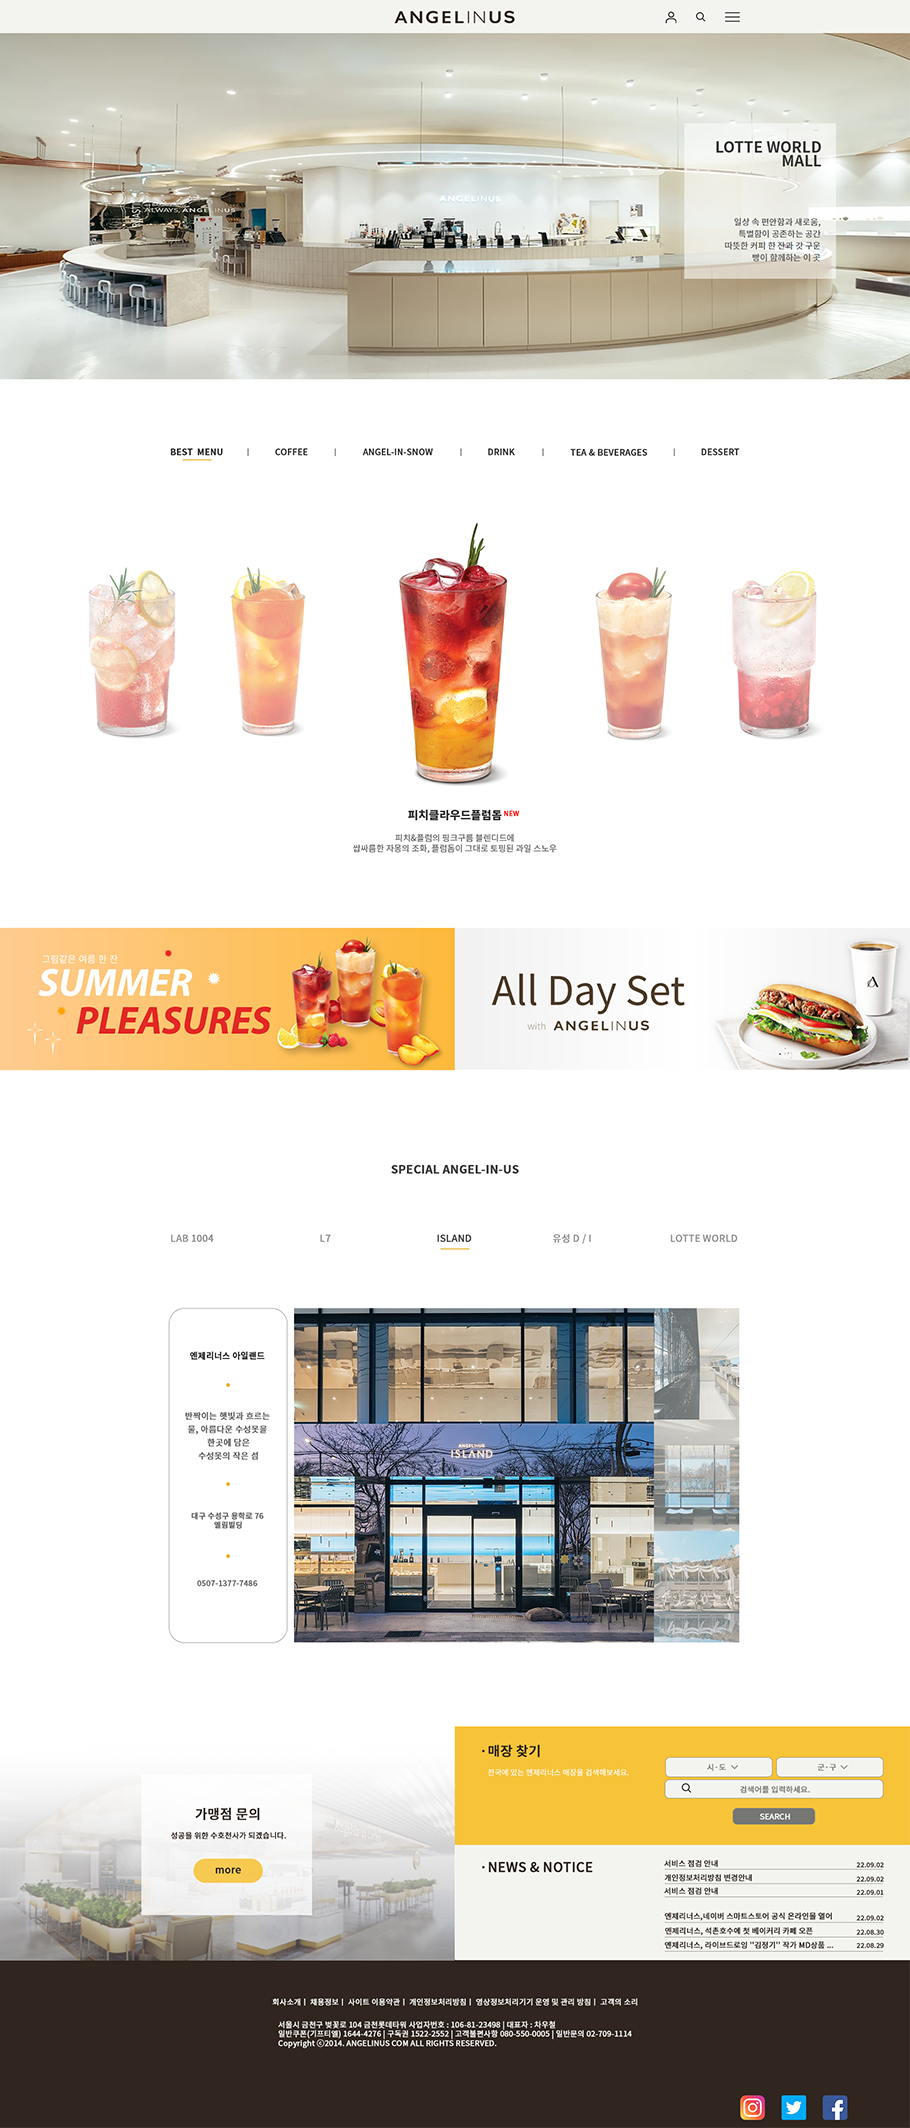 ANGELINUS
LOTTE WORLD
MALL
ANGELINUS
ALWAYS, ANGELINUS
일상 속 편안함과 새로움,
특별함이 공존하는 공간
따뜻한 커피 한 잔과 갓 구운
빵이 함께하는 이 곳
BEST MENU | COFFEE | ANGEL-IN-SNOW | DRINK | TEA & BEVERAGES | DESSERT
피치클라우드플럼톰 NEW
피치&플럼의 핑크구름 블렌디드에
쌉싸름한 자몽의 조화, 플럼톰이 그대로 토핑된 과일 스노우
그림같은 여름 한 잔
SUMMER
PLEASURES
All Day Set
with ANGELINUS
A
SPECIAL ANGEL-IN-US
LAB 1004 L7 ISLAND 유성 D / I LOTTE WORLD
엔제리너스 아일랜드
반짝이는 햇빛과 흐르는
물, 아름다운 수성못을
한곳에 담은
수성못의 작은 섬
대구 수성구 용학로 76
엘림빌딩
0507-1377-7486
ANGELINUS
ISLAND
가맹점 문의
성공을 위한 수호천사가 되겠습니다.
more
· 매장 찾기
전국에 있는 엔제리너스 매장을 검색해보세요.
시·도 군·구
검색어를 입력하세요.
SEARCH
· NEWS & NOTICE
서비스 점검 안내 22.09.02
개인정보처리방침 변경안내 22.09.02
서비스 점검 안내 22.09.01
엔제리너스,네이버 스마트스토어 공식 온라인몰 열어 22.09.02
엔제리너스, 석촌호수에 첫 베이커리 카페 오픈 22.08.30
엔제리너스, 라이브드로잉 "김정기" 작가 MD상품 ... 22.08.29
회사소개 | 채용정보 | 사이트 이용약관 | 개인정보처리방침 | 영상정보처리기기 운영 및 관리 방침 | 고객의 소리
서울시 금천구 벚꽃로 104 금천롯데타워 사업자번호 : 106-81-23498 | 대표자 : 차우철
일반쿠폰(기프티엘) 1644-4276 | 구독권 1522-2552 | 고객불편사항 080-550-0005 | 일반문의 02-709-1114
Copyright ⓒ2014. ANGELINUS COM ALL RIGHTS RESERVED.